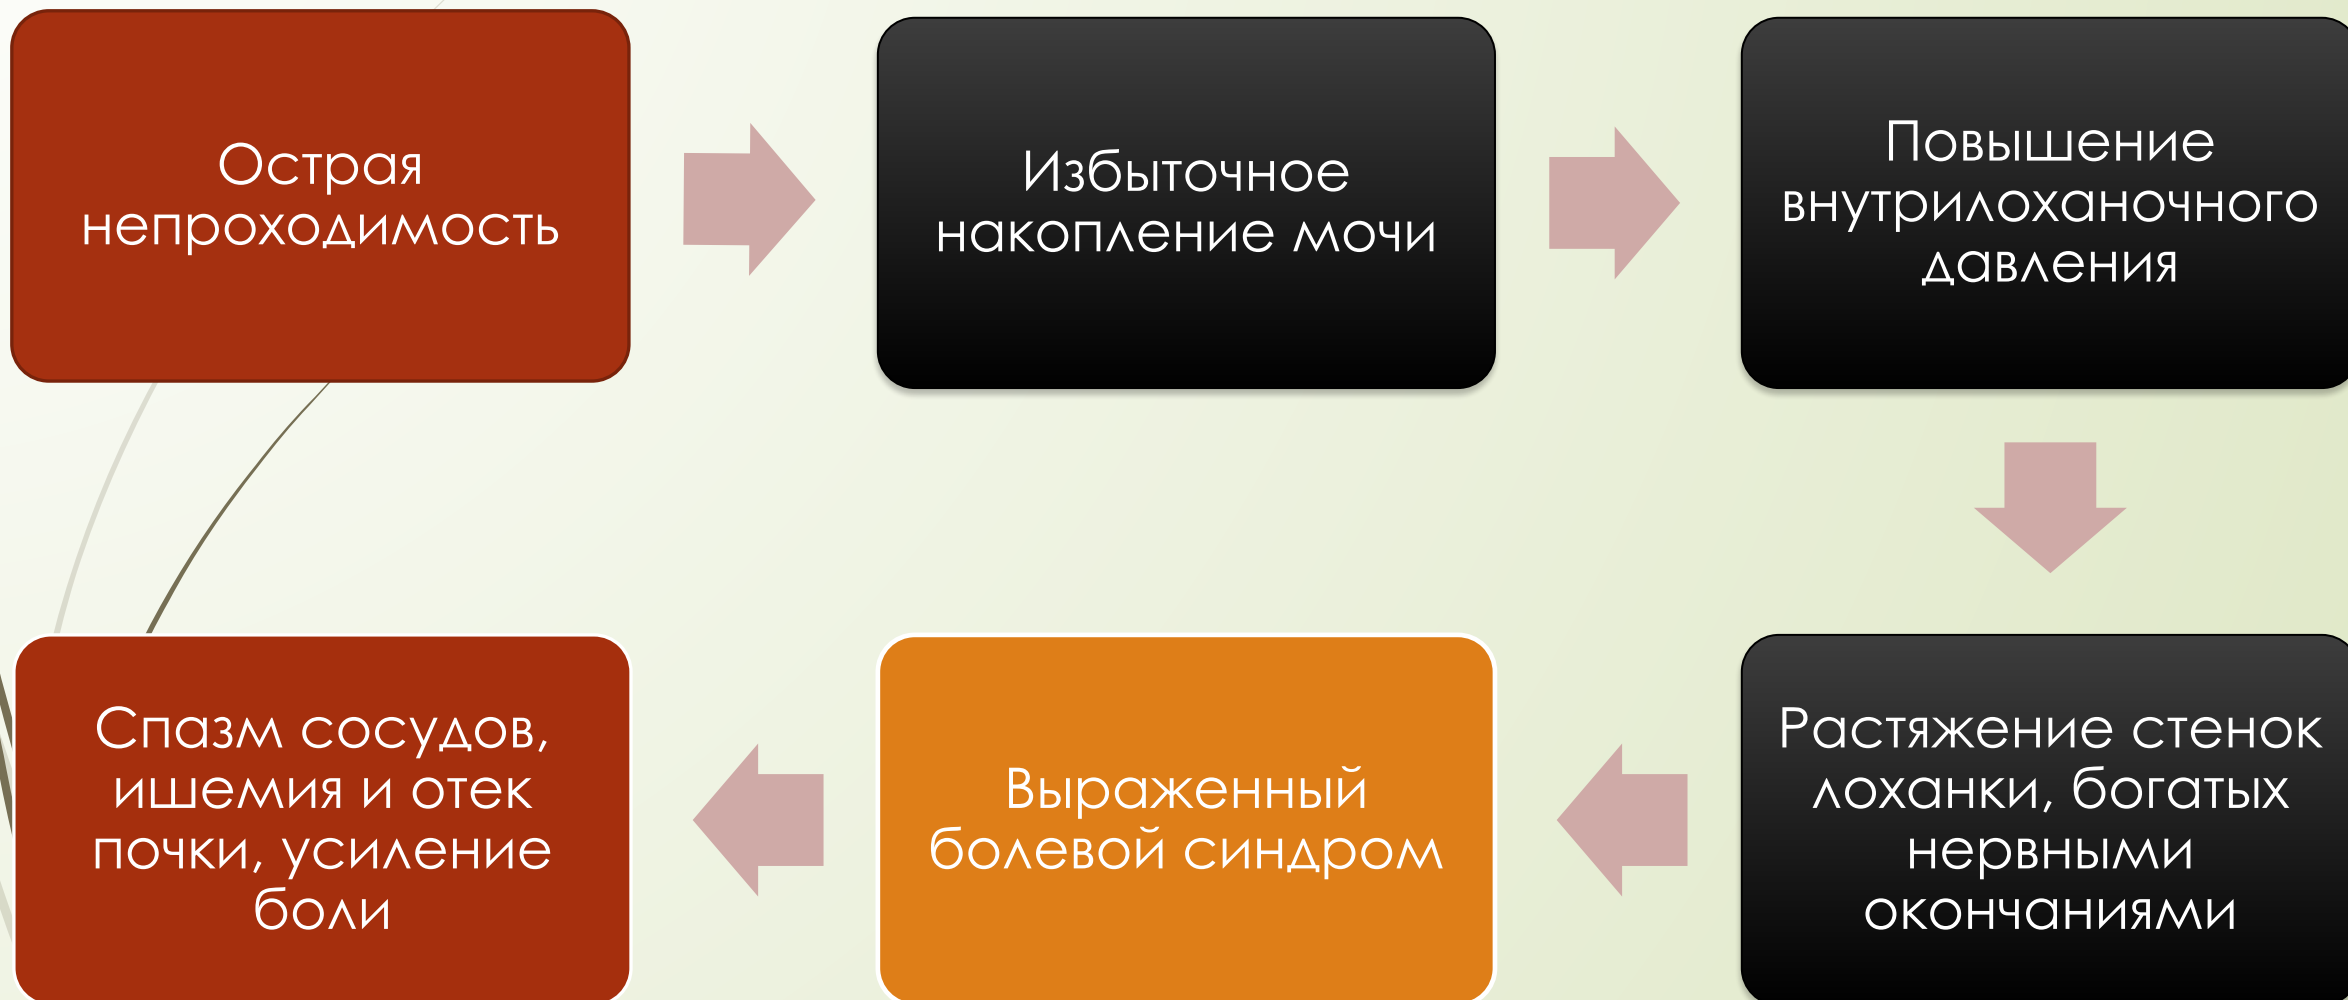 Острая
непроходимость
Избыточное
накопление мочи
Повышение
внутрилоханочного
давления
Растяжение стенок
лоханки, богатых
нервными
окончаниями
Выраженный
болевой синдром
Спазм сосудов,
ишемия и отек
почки, усиление
боли